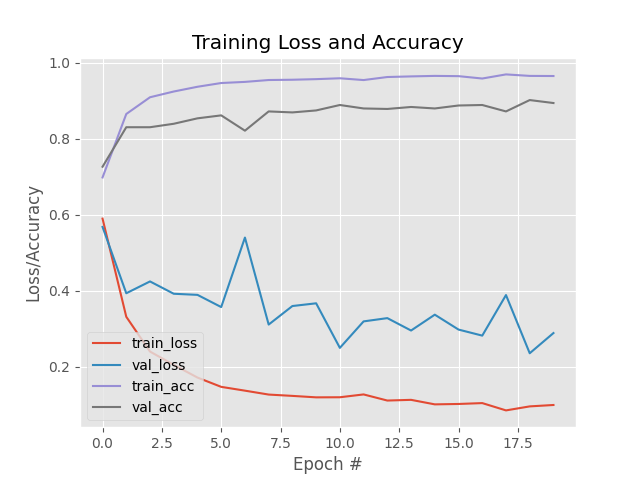 Training Loss and Accuracy
1.0
0.8
0.6
0.4
0.2
Loss/Accuracy
train_loss
val_loss
train_acc
val_acc
0.0 2.5 5.0 7.5 10.0 12.5 15.0 17.5
Epoch #